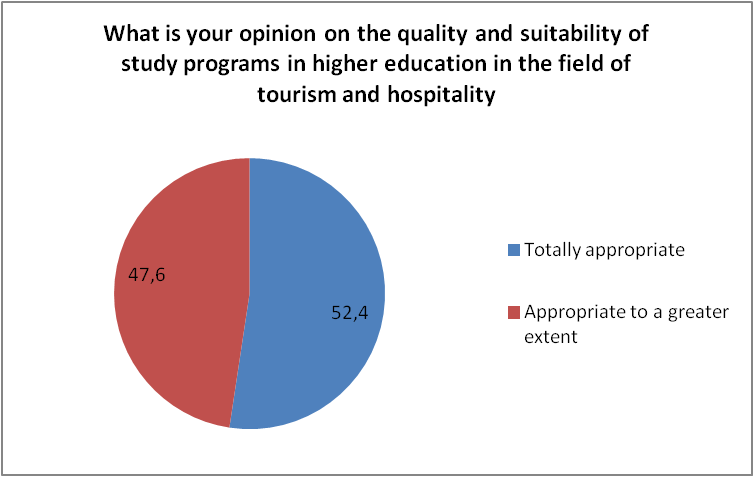 What is your opinion on the quality and suitability of
study programs in higher education in the field of
tourism and hospitality
47,6
52,4
Totally appropriate
Appropriate to a greater
extent